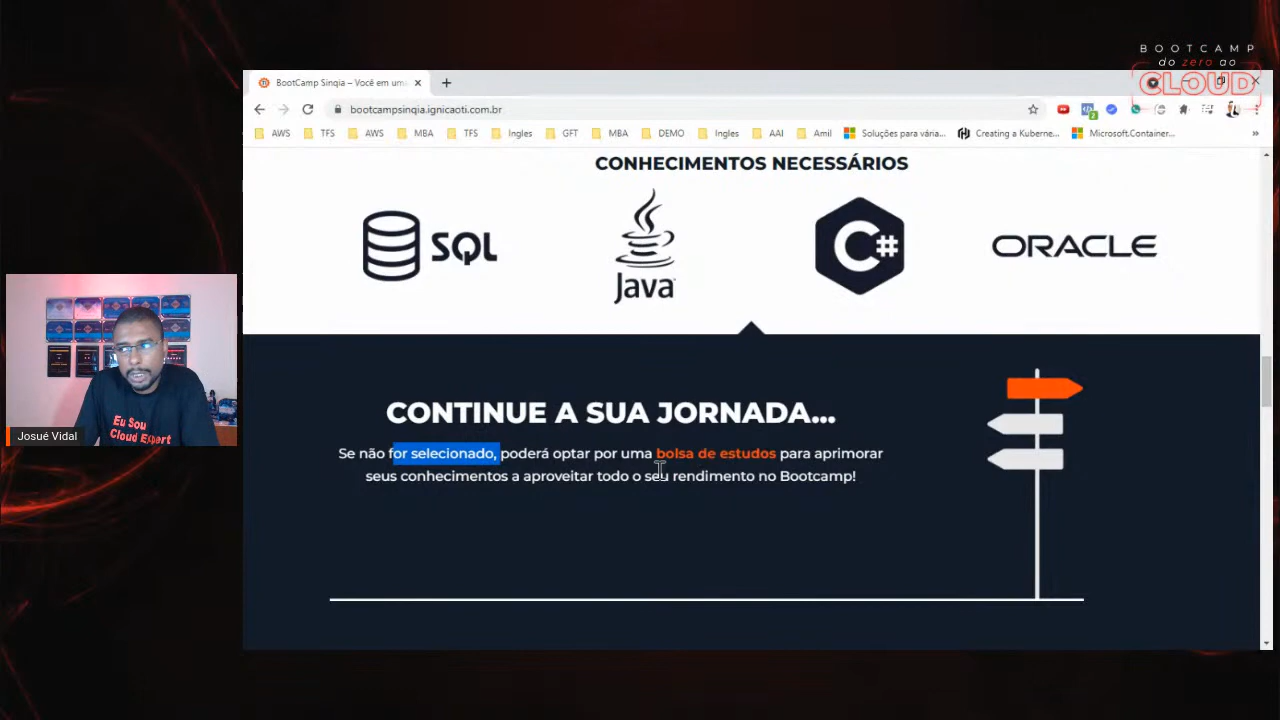 BOOTCAMP
do zero ao
CLOUD
BootCamp Sinqia – Você em uma
bootcampsinqia.ignicaoti.com.br
AWS TFS AWS MBA TFS Ingles GFT MBA DEMO Ingles AAI Amil Soluções para vária... Creating a Kuberne... Microsoft.Container...
CONHECIMENTOS NECESSÁRIOS
SQL
Java
C#
ORACLE
CONTINUE A SUA JORNADA...
Se não for selecionado, poderá optar por uma bolsa de estudos para aprimorar
seus conhecimentos a aproveitar todo o seu rendimento no Bootcamp!
Eu Sou
Cloud Expert
Josué Vidal